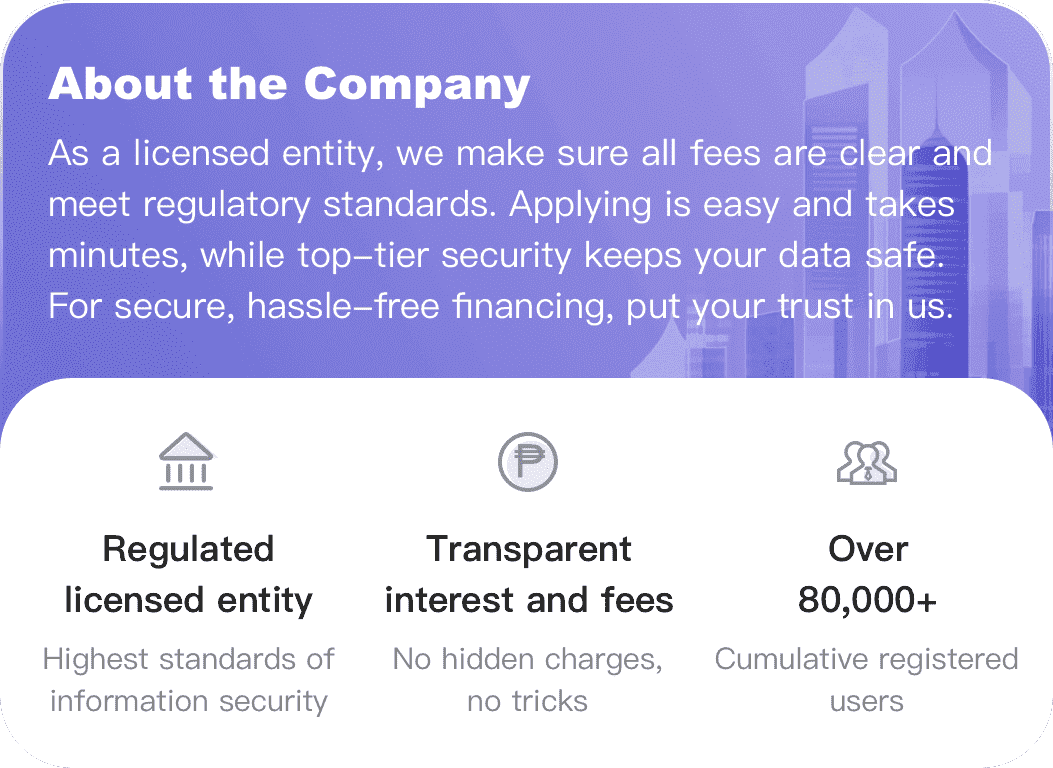 About the Company
As a licensed entity, we make sure all fees are clear and
meet regulatory standards. Applying is easy and takes
minutes, while top–tier security keeps your data safe.
For secure, hassle–free financing, put your trust in us.
₱
Regulated
licensed entity
Highest standards of
information security
Transparent
interest and fees
No hidden charges,
no tricks
Over
80,000+
Cumulative registered
users